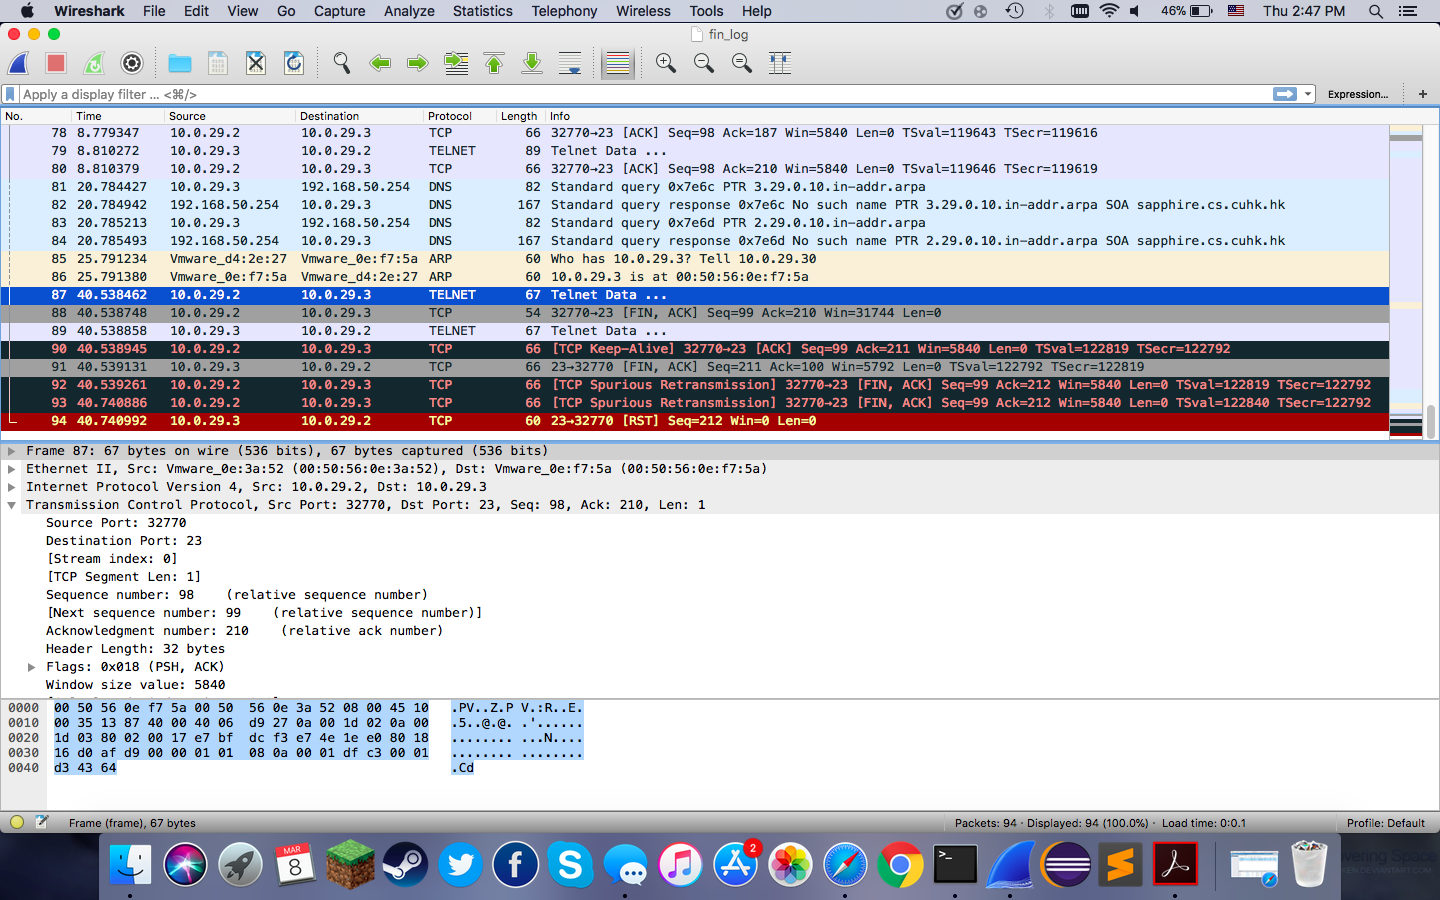 Wireshark File Edit View Go Capture Analyze Statistics Telephony Wireless Tools Help 46% Thu 2:47 PM
fin_log
Apply a display filter ... <⌘/> Expression... +
No. Time Source Destination Protocol Length Info
78 8.779347 10.0.29.2 10.0.29.3 TCP 66 32770→23 [ACK] Seq=98 Ack=187 Win=5840 Len=0 TSval=119643 TSecr=119616
79 8.810272 10.0.29.3 10.0.29.2 TELNET 89 Telnet Data ...
80 8.810379 10.0.29.2 10.0.29.3 TCP 66 32770→23 [ACK] Seq=98 Ack=210 Win=5840 Len=0 TSval=119646 TSecr=119619
81 20.784427 10.0.29.3 192.168.50.254 DNS 82 Standard query 0x7e6c PTR 3.29.0.10.in-addr.arpa
82 20.784942 192.168.50.254 10.0.29.3 DNS 167 Standard query response 0x7e6c No such name PTR 3.29.0.10.in-addr.arpa SOA sapphire.cs.cuhk.hk
83 20.785213 10.0.29.3 192.168.50.254 DNS 82 Standard query 0x7e6d PTR 2.29.0.10.in-addr.arpa
84 20.785493 192.168.50.254 10.0.29.3 DNS 167 Standard query response 0x7e6d No such name PTR 2.29.0.10.in-addr.arpa SOA sapphire.cs.cuhk.hk
85 25.791234 Vmware_d4:2e:27 Vmware_0e:f7:5a ARP 60 Who has 10.0.29.3? Tell 10.0.29.30
86 25.791380 Vmware_0e:f7:5a Vmware_d4:2e:27 ARP 60 10.0.29.3 is at 00:50:56:0e:f7:5a
87 40.538462 10.0.29.2 10.0.29.3 TELNET 67 Telnet Data ...
88 40.538748 10.0.29.2 10.0.29.3 TCP 54 32770→23 [FIN, ACK] Seq=99 Ack=210 Win=31744 Len=0
89 40.538858 10.0.29.3 10.0.29.2 TELNET 67 Telnet Data ...
90 40.538945 10.0.29.2 10.0.29.3 TCP 66 [TCP Keep-Alive] 32770→23 [ACK] Seq=99 Ack=211 Win=5840 Len=0 TSval=122819 TSecr=122792
91 40.539131 10.0.29.3 10.0.29.2 TCP 66 23→32770 [FIN, ACK] Seq=211 Ack=100 Win=5792 Len=0 TSval=122792 TSecr=122819
92 40.539261 10.0.29.2 10.0.29.3 TCP 66 [TCP Spurious Retransmission] 32770→23 [FIN, ACK] Seq=99 Ack=212 Win=5840 Len=0 TSval=122819 TSecr=122792
93 40.740886 10.0.29.2 10.0.29.3 TCP 66 [TCP Spurious Retransmission] 32770→23 [FIN, ACK] Seq=99 Ack=212 Win=5840 Len=0 TSval=122840 TSecr=122792
94 40.740992 10.0.29.3 10.0.29.2 TCP 60 23→32770 [RST] Seq=212 Win=0 Len=0
Frame 87: 67 bytes on wire (536 bits), 67 bytes captured (536 bits)
Ethernet II, Src: Vmware_0e:3a:52 (00:50:56:0e:3a:52), Dst: Vmware_0e:f7:5a (00:50:56:0e:f7:5a)
Internet Protocol Version 4, Src: 10.0.29.2, Dst: 10.0.29.3
Transmission Control Protocol, Src Port: 32770, Dst Port: 23, Seq: 98, Ack: 210, Len: 1
Source Port: 32770
Destination Port: 23
[Stream index: 0]
[TCP Segment Len: 1]
Sequence number: 98 (relative sequence number)
[Next sequence number: 99 (relative sequence number)]
Acknowledgment number: 210 (relative ack number)
Header Length: 32 bytes
Flags: 0x018 (PSH, ACK)
Window size value: 5840
0000 00 50 56 0e f7 5a 00 50 56 0e 3a 52 08 00 45 10 .PV..Z.P V.:R..E.
0010 00 35 13 87 40 00 40 06 d9 27 0a 00 1d 02 0a 00 .5..@.@. .'......
0020 1d 03 80 02 00 17 e7 bf dc f3 e7 4e 1e e0 80 18 ........ ...N....
0030 16 d0 af d9 00 00 01 01 08 0a 00 01 df c3 00 01 ........ ........
0040 d3 43 64 .Cd
Frame (frame), 67 bytes Packets: 94 · Displayed: 94 (100.0%) · Load time: 0:0.1 Profile: Default
MAR
8
2